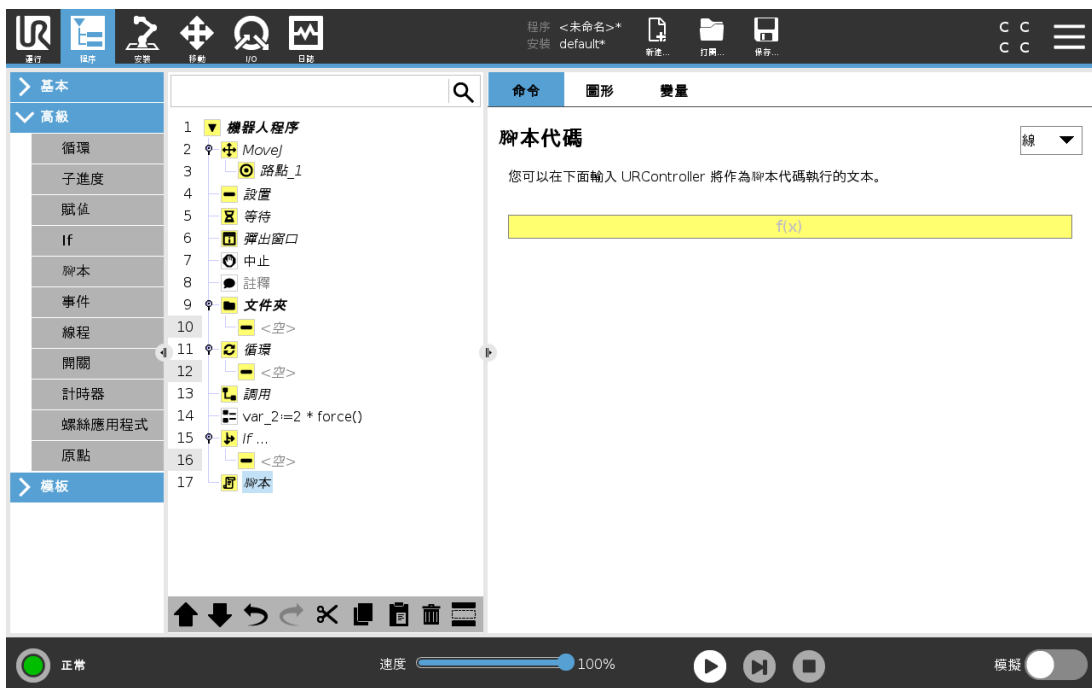 UR
運行
程序
安裝
移動
I/O
日誌
程序 <未命名>*
安裝 default*
新建...
打開...
保存...
C C
C C
基本
高級
循環
子進度
賦值
If
腳本
事件
線程
開關
計時器
螺絲應用程式
原點
模板
1 機器人程序
2 MoveJ
3 路點_1
4 設置
5 等待
6 彈出窗口
7 中止
8 註釋
9 文件夾
10 <空>
11 循環
12 <空>
13 調用
14 var_2:=2 * force()
15 If ...
16 <空>
17 腳本
命令 圖形 變量
腳本代碼
線
您可以在下面輸入 URController 將作為腳本代碼執行的文本。
f(x)
正常
速度
100%
模擬